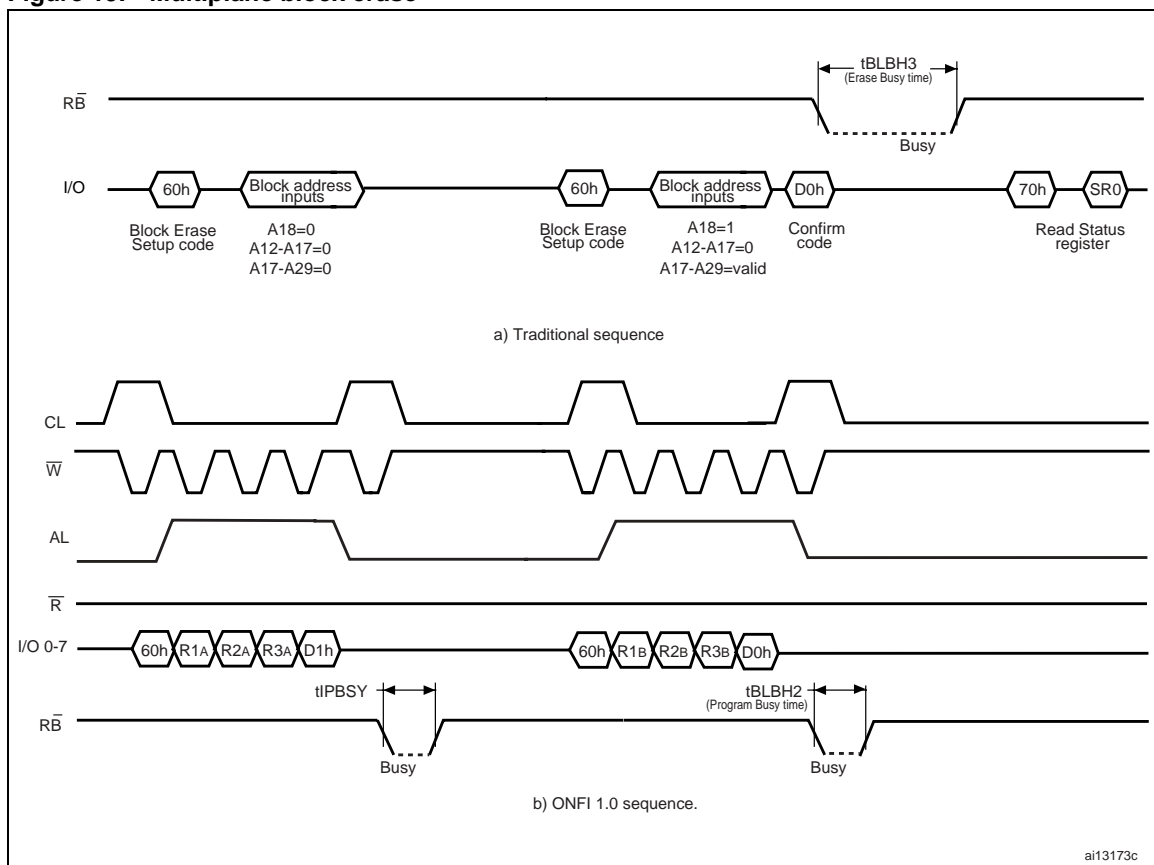 Figure 16. Multiplane block erase
tBLBH3
(Erase Busy time)
RB
Busy
I/O
60h
Block address
inputs
60h
Block address
inputs
D0h
70h
SR0
Block Erase
Setup code
A18=0
A12-A17=0
A17-A29=0
Block Erase
Setup code
A18=1
A12-A17=0
A17-A29=valid
Confirm
code
Read Status
register
a) Traditional sequence
CL
W
AL
R
I/O 0-7
60h R1A R2A R3A D1h
60h R1B R2B R3B D0h
tIPBSY
tBLBH2
(Program Busy time)
RB
Busy
Busy
b) ONFI 1.0 sequence.
ai13173c